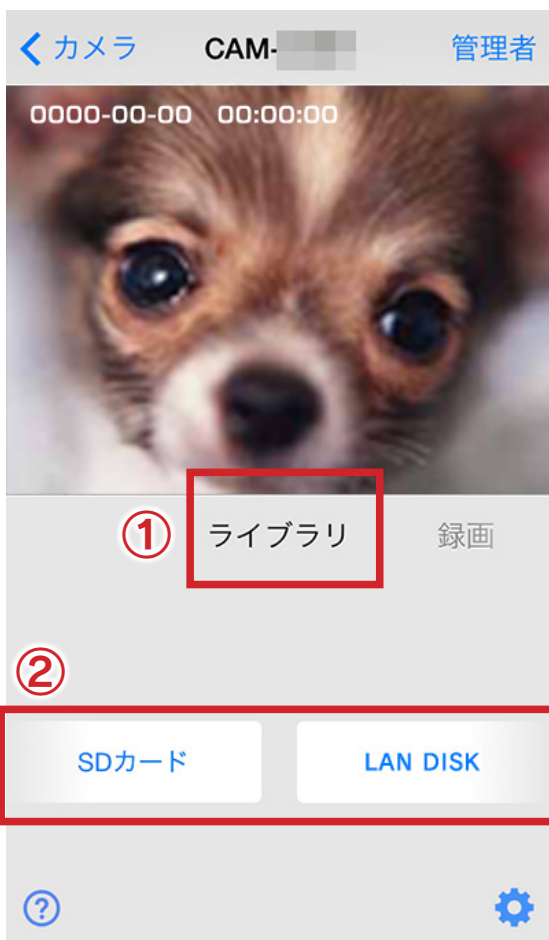 カメラ CAM- 管理者
0000-00-00 00:00:00
① ライブラリ 録画
②
SDカード LAN DISK
?